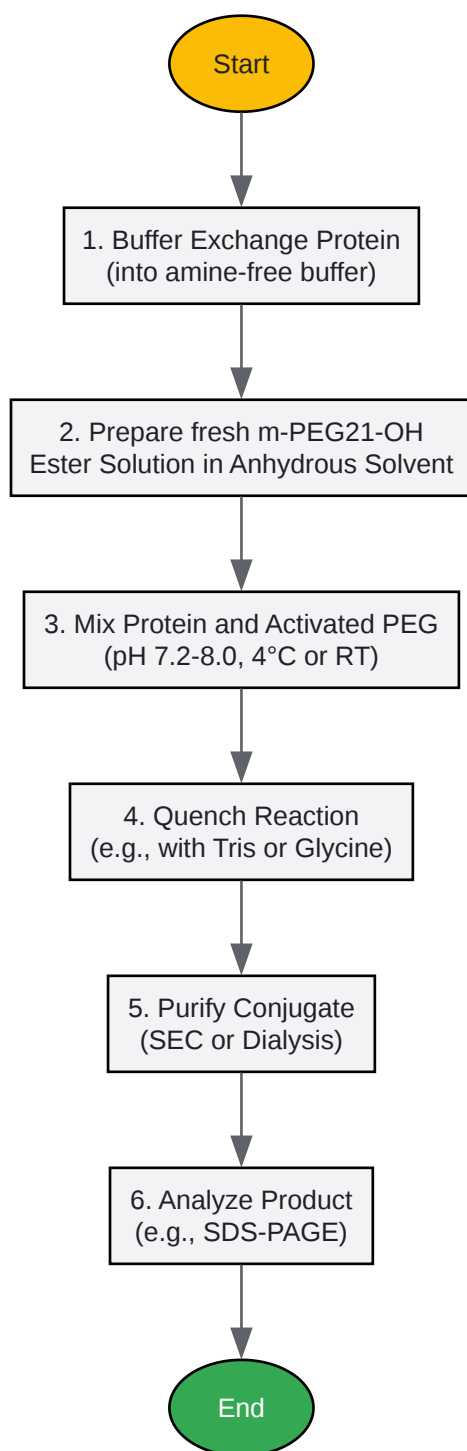 Start
1. Buffer Exchange Protein
(into amine-free buffer)
2. Prepare fresh m-PEG21-OH
Ester Solution in Anhydrous Solvent
3. Mix Protein and Activated PEG
(pH 7.2-8.0, 4°C or RT)
4. Quench Reaction
(e.g., with Tris or Glycine)
5. Purify Conjugate
(SEC or Dialysis)
6. Analyze Product
(e.g., SDS-PAGE)
End